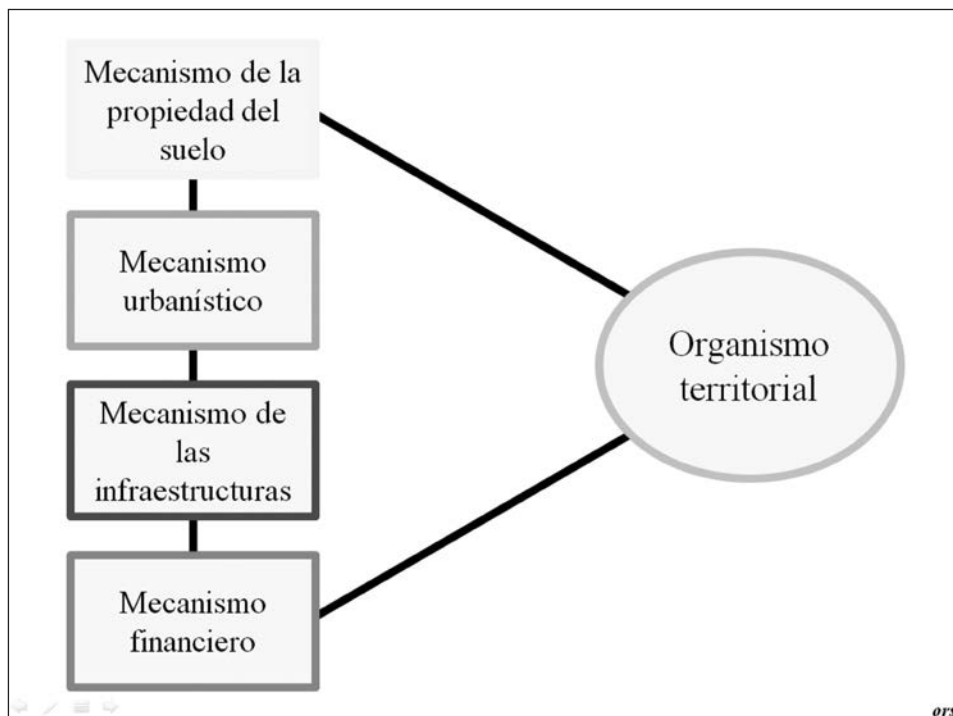 Mecanismo de la
propiedad del
suelo
Mecanismo
urbanístico
Mecanismo de
las
infraestructuras
Mecanismo
financiero
Organismo
territorial